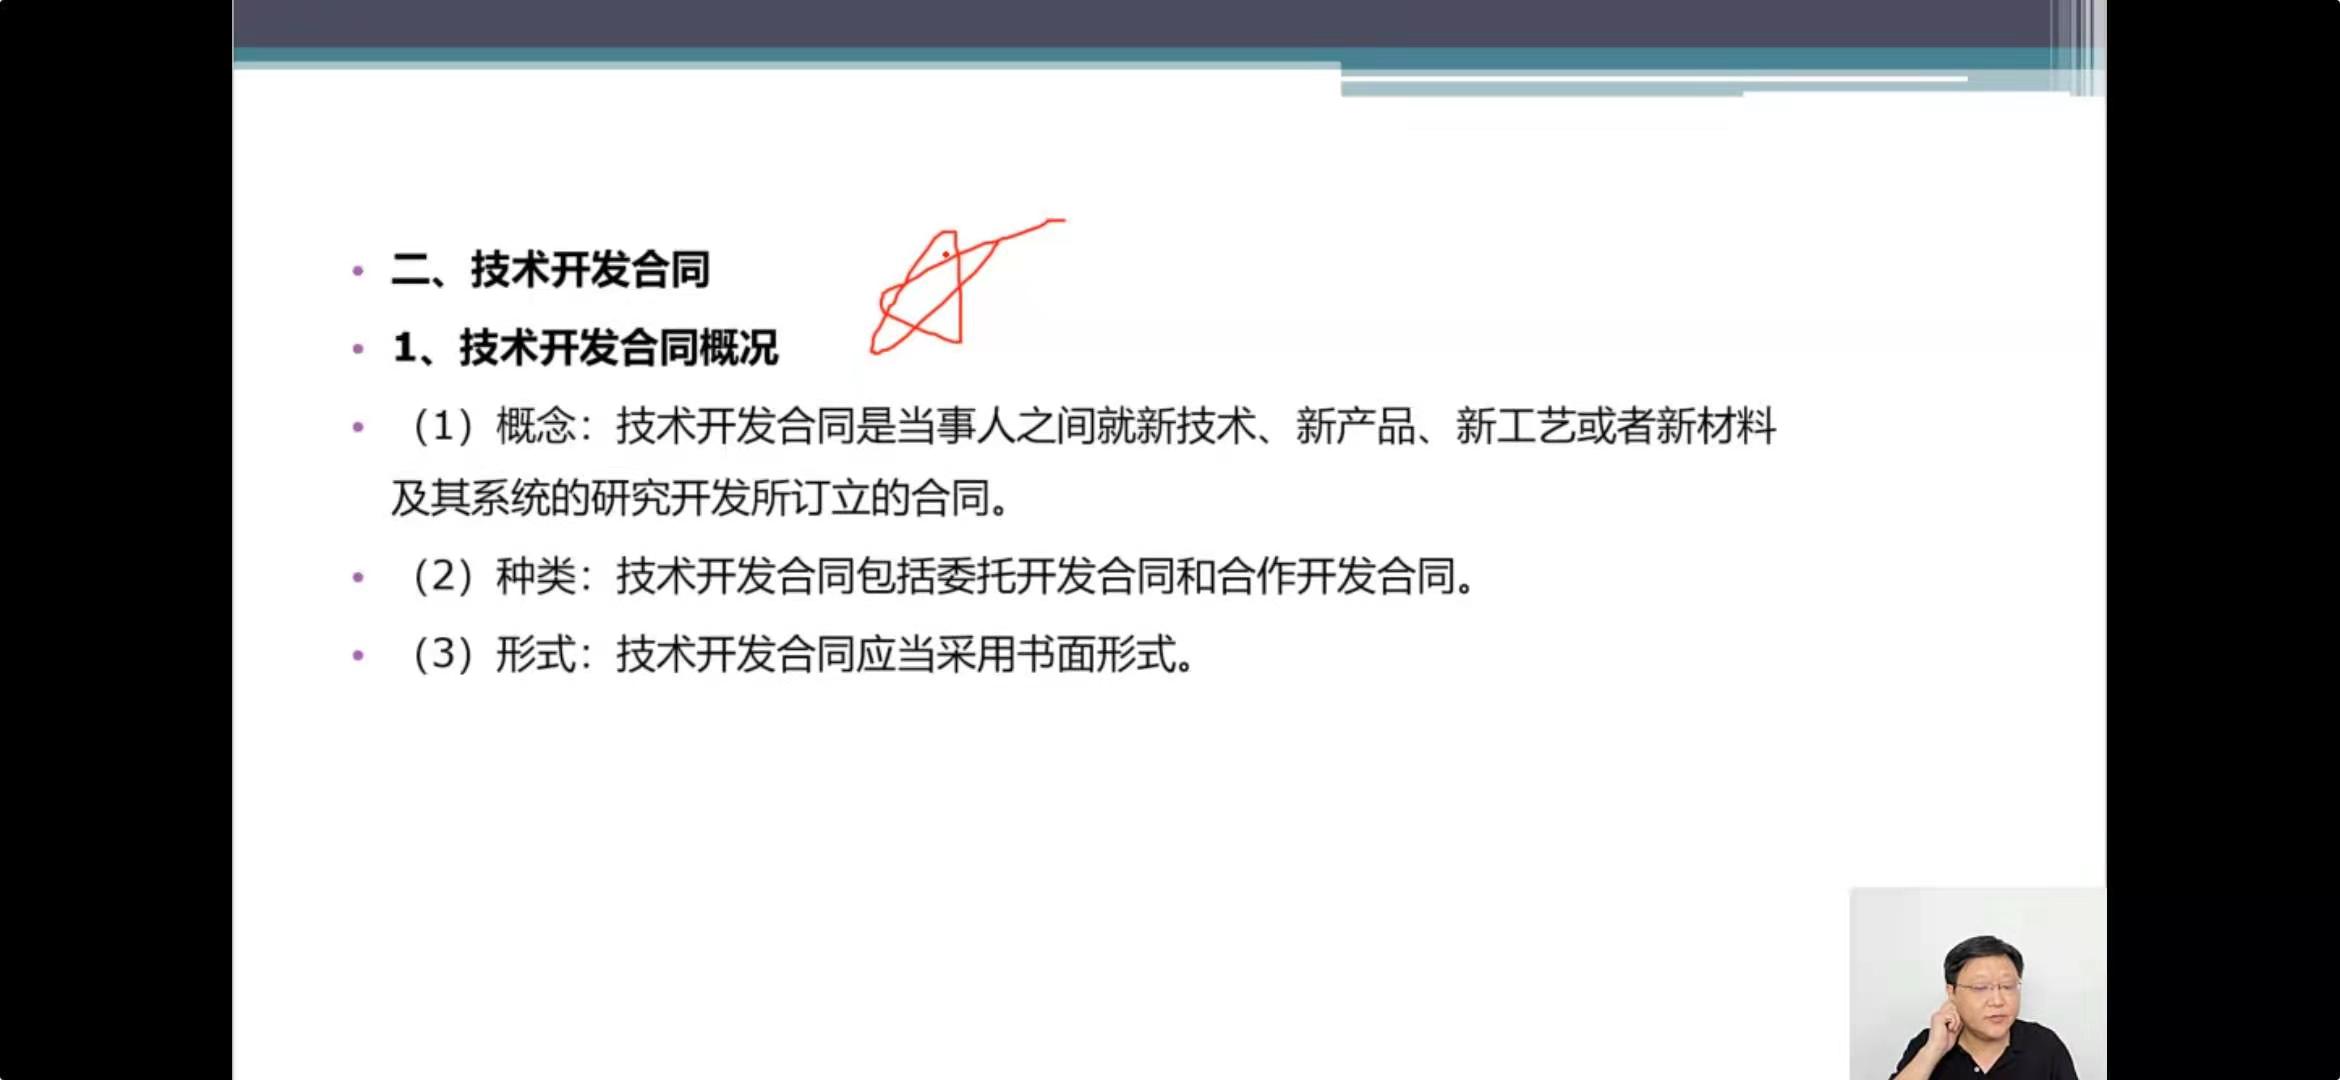 二、技术开发合同
1、技术开发合同概况
（1）概念：技术开发合同是当事人之间就新技术、新产品、新工艺或者新材料
及其系统的研究开发所订立的合同。
（2）种类：技术开发合同包括委托开发合同和合作开发合同。
（3）形式：技术开发合同应当采用书面形式。